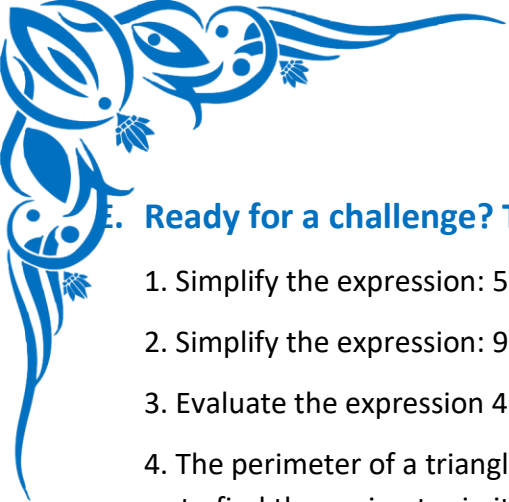 E. Ready for a challenge?
1. Simplify the expression: 5
2. Simplify the expression: 9
3. Evaluate the expression 4
4. The perimeter of a triangl